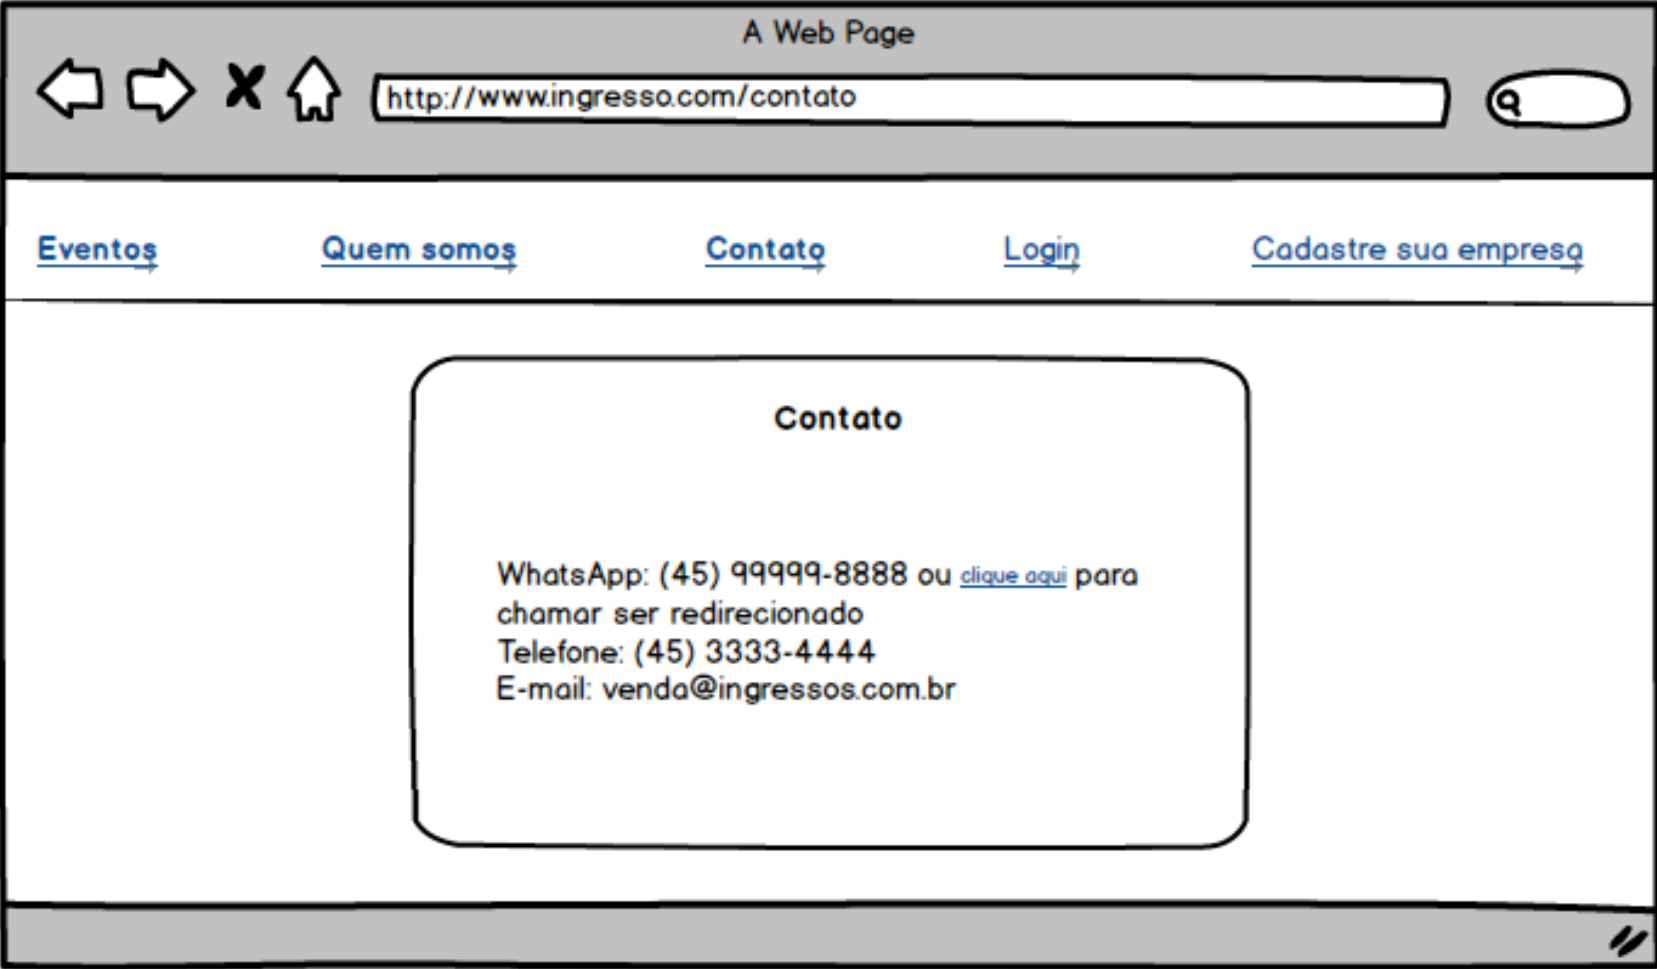 A Web Page
http://www.ingresso.com/contato
Eventos Quem somos Contato Login Cadastre sua empresa
Contato
WhatsApp: (45) 99999-8888 ou clique aqui para
chamar ser redirecionado
Telefone: (45) 3333-4444
E-mail: venda@ingressos.com.br